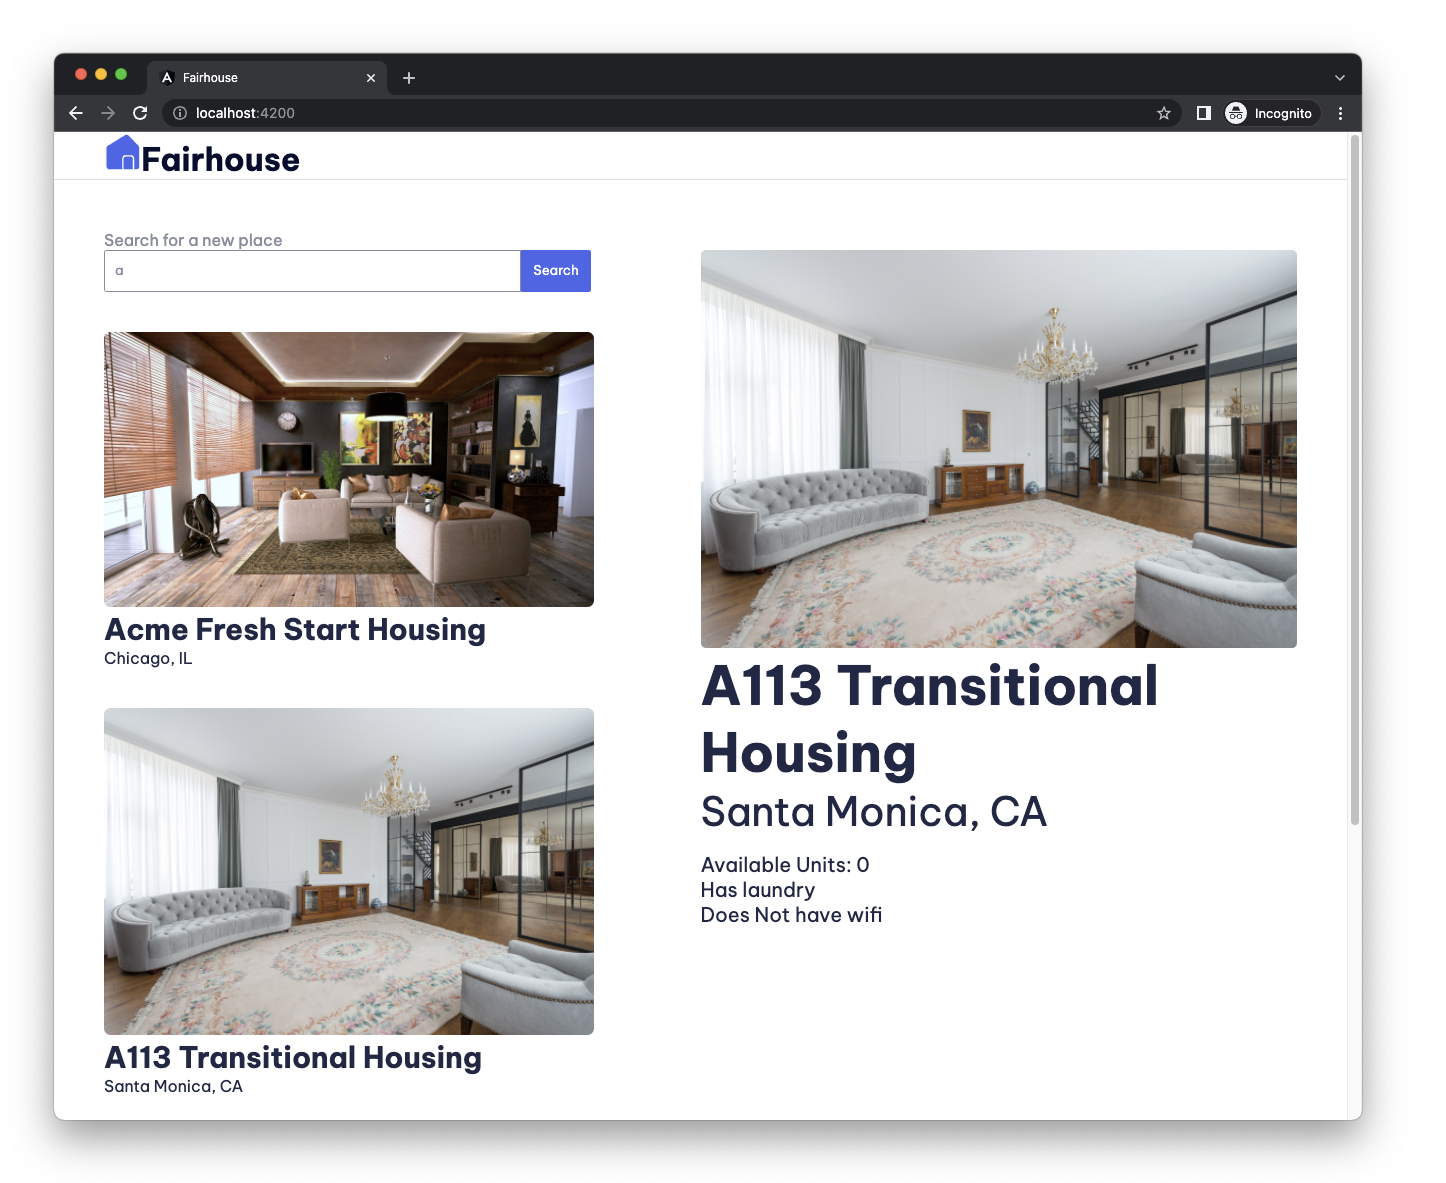 Fairhouse
localhost:4200
Incognito
Fairhouse
Search for a new place
a
Search
Acme Fresh Start Housing
Chicago, IL
A113 Transitional Housing
Santa Monica, CA
A113 Transitional
Housing
Santa Monica, CA
Available Units: 0
Has laundry
Does Not have wifi